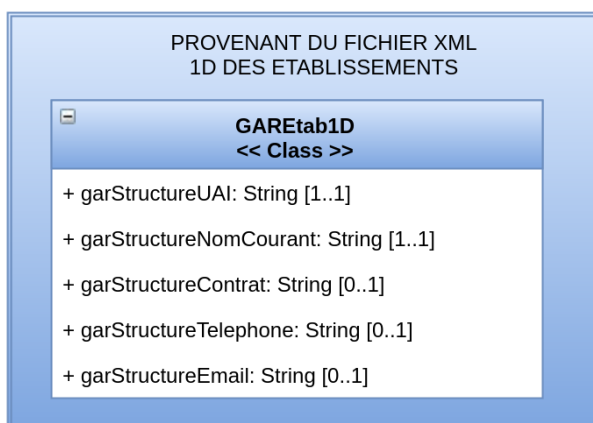 PROVENANT DU FICHIER XML
1D DES ETABLISSEMENTS
GAREtab1D
<< Class >>
+ garStructureUAI: String [1..1]
+ garStructureNomCourant: String [1..1]
+ garStructureContrat: String [0..1]
+ garStructureTelephone: String [0..1]
+ garStructureEmail: String [0..1]